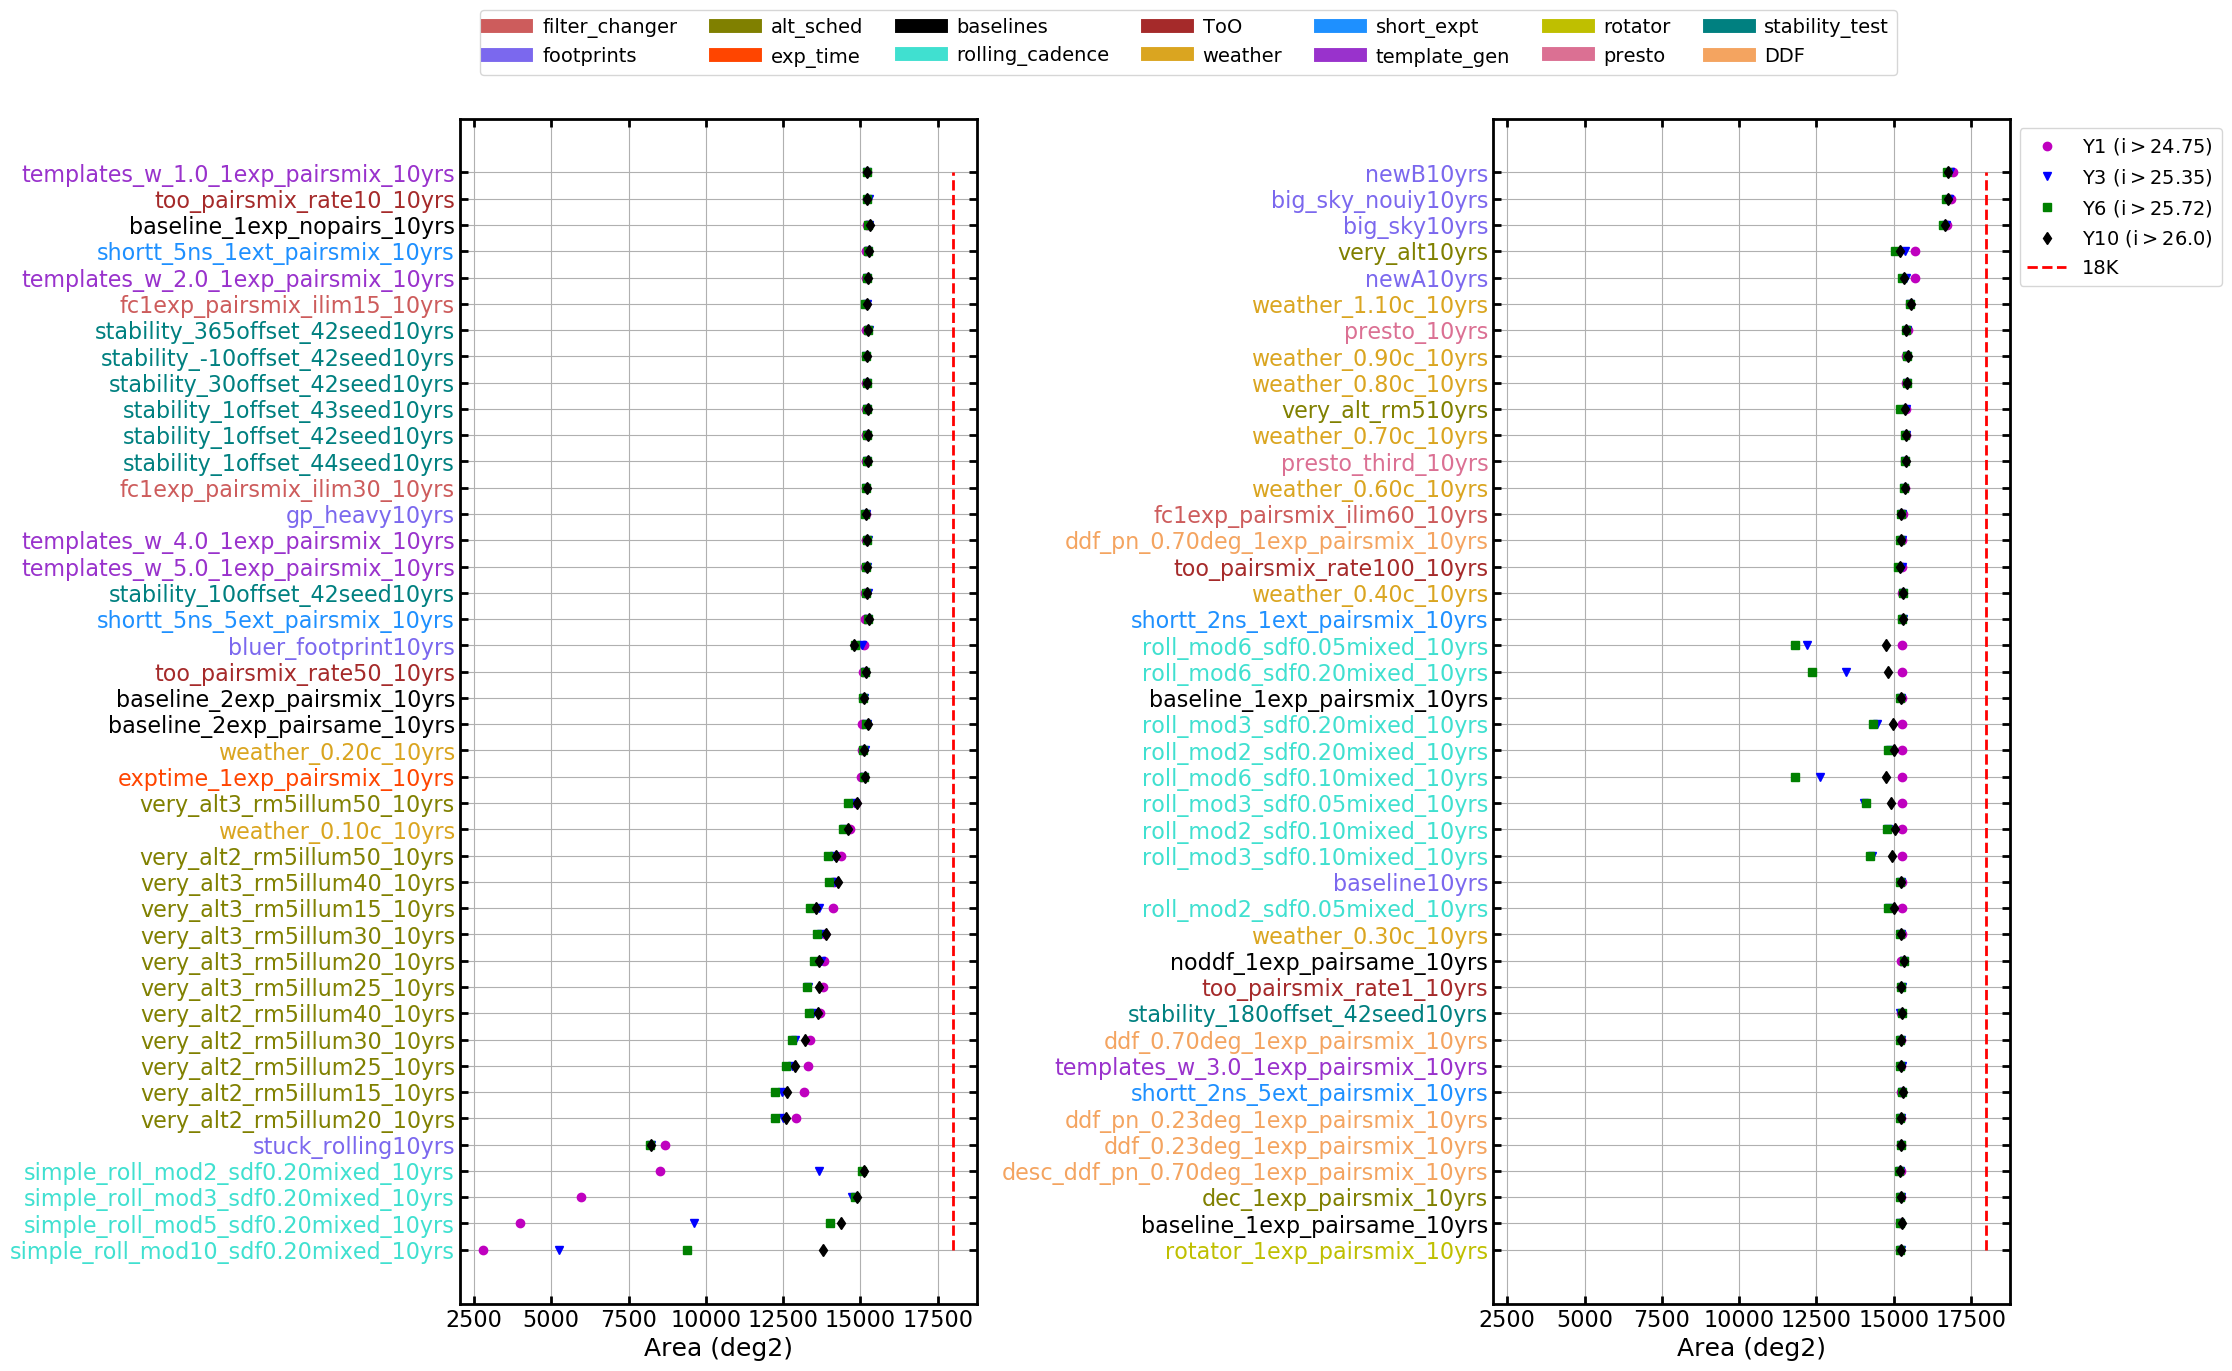 filter_changer
footprints
alt_sched
exp_time
baselines
rolling_cadence
ToO
weather
short_expt
template_gen
rotator
presto
stability_test
DDF
templates_w_1.0_1exp_pairsmix_10yrs
too_pairsmix_rate10_10yrs
baseline_1exp_nopairs_10yrs
shortt_5ns_1ext_pairsmix_10yrs
templates_w_2.0_1exp_pairsmix_10yrs
fc1exp_pairsmix_ilim15_10yrs
stability_365offset_42seed10yrs
stability_-10offset_42seed10yrs
stability_30offset_42seed10yrs
stability_1offset_43seed10yrs
stability_1offset_42seed10yrs
stability_1offset_44seed10yrs
fc1exp_pairsmix_ilim30_10yrs
gp_heavy10yrs
templates_w_4.0_1exp_pairsmix_10yrs
templates_w_5.0_1exp_pairsmix_10yrs
stability_10offset_42seed10yrs
shortt_5ns_5ext_pairsmix_10yrs
bluer_footprint10yrs
too_pairsmix_rate50_10yrs
baseline_2exp_pairsmix_10yrs
baseline_2exp_pairsame_10yrs
weather_0.20c_10yrs
exptime_1exp_pairsmix_10yrs
very_alt3_rm5illum50_10yrs
weather_0.10c_10yrs
very_alt2_rm5illum50_10yrs
very_alt3_rm5illum40_10yrs
very_alt3_rm5illum15_10yrs
very_alt3_rm5illum30_10yrs
very_alt3_rm5illum20_10yrs
very_alt3_rm5illum25_10yrs
very_alt2_rm5illum40_10yrs
very_alt2_rm5illum30_10yrs
very_alt2_rm5illum25_10yrs
very_alt2_rm5illum15_10yrs
very_alt2_rm5illum20_10yrs
stuck_rolling10yrs
simple_roll_mod2_sdf0.20mixed_10yrs
simple_roll_mod3_sdf0.20mixed_10yrs
simple_roll_mod5_sdf0.20mixed_10yrs
simple_roll_mod10_sdf0.20mixed_10yrs
2500 5000 7500 10000 12500 15000 17500
Area (deg2)
newB10yrs
big_sky_nouiy10yrs
big_sky10yrs
very_alt10yrs
newA10yrs
weather_1.10c_10yrs
presto_10yrs
weather_0.90c_10yrs
weather_0.80c_10yrs
very_alt_rm510yrs
weather_0.70c_10yrs
presto_third_10yrs
weather_0.60c_10yrs
fc1exp_pairsmix_ilim60_10yrs
ddf_pn_0.70deg_1exp_pairsmix_10yrs
too_pairsmix_rate100_10yrs
weather_0.40c_10yrs
shortt_2ns_1ext_pairsmix_10yrs
roll_mod6_sdf0.05mixed_10yrs
roll_mod6_sdf0.20mixed_10yrs
baseline_1exp_pairsmix_10yrs
roll_mod3_sdf0.20mixed_10yrs
roll_mod2_sdf0.20mixed_10yrs
roll_mod6_sdf0.10mixed_10yrs
roll_mod3_sdf0.05mixed_10yrs
roll_mod2_sdf0.10mixed_10yrs
roll_mod3_sdf0.10mixed_10yrs
baseline10yrs
roll_mod2_sdf0.05mixed_10yrs
weather_0.30c_10yrs
noddf_1exp_pairsame_10yrs
too_pairsmix_rate1_10yrs
stability_180offset_42seed10yrs
ddf_0.70deg_1exp_pairsmix_10yrs
templates_w_3.0_1exp_pairsmix_10yrs
shortt_2ns_5ext_pairsmix_10yrs
ddf_pn_0.23deg_1exp_pairsmix_10yrs
ddf_0.23deg_1exp_pairsmix_10yrs
desc_ddf_pn_0.70deg_1exp_pairsmix_10yrs
dec_1exp_pairsmix_10yrs
baseline_1exp_pairsame_10yrs
rotator_1exp_pairsmix_10yrs
2500 5000 7500 10000 12500 15000 17500
Area (deg2)
Y1 (i > 24.75)
Y3 (i > 25.35)
Y6 (i > 25.72)
Y10 (i > 26.0)
18K